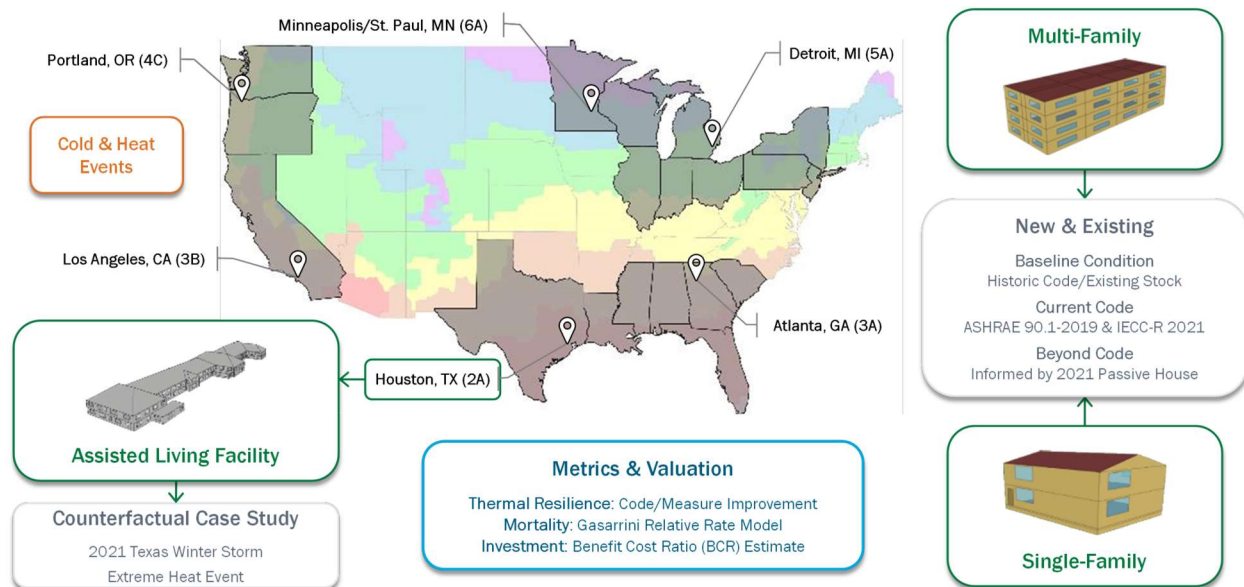 Minneapolis/St. Paul, MN (6A)
Portland, OR (4C)
Detroit, MI (5A)
Cold & Heat
Events
Los Angeles, CA (3B)
Atlanta, GA (3A)
Houston, TX (2A)
Assisted Living Facility
Counterfactual Case Study
2021 Texas Winter Storm
Extreme Heat Event
Metrics & Valuation
Thermal Resilience: Code/Measure Improvement
Mortality: Gasarrini Relative Rate Model
Investment: Benefit Cost Ratio (BCR) Estimate
Multi-Family
New & Existing
Baseline Condition
Historic Code/Existing Stock
Current Code
ASHRAE 90.1-2019 & IECC-R 2021
Beyond Code
Informed by 2021 Passive House
Single-Family